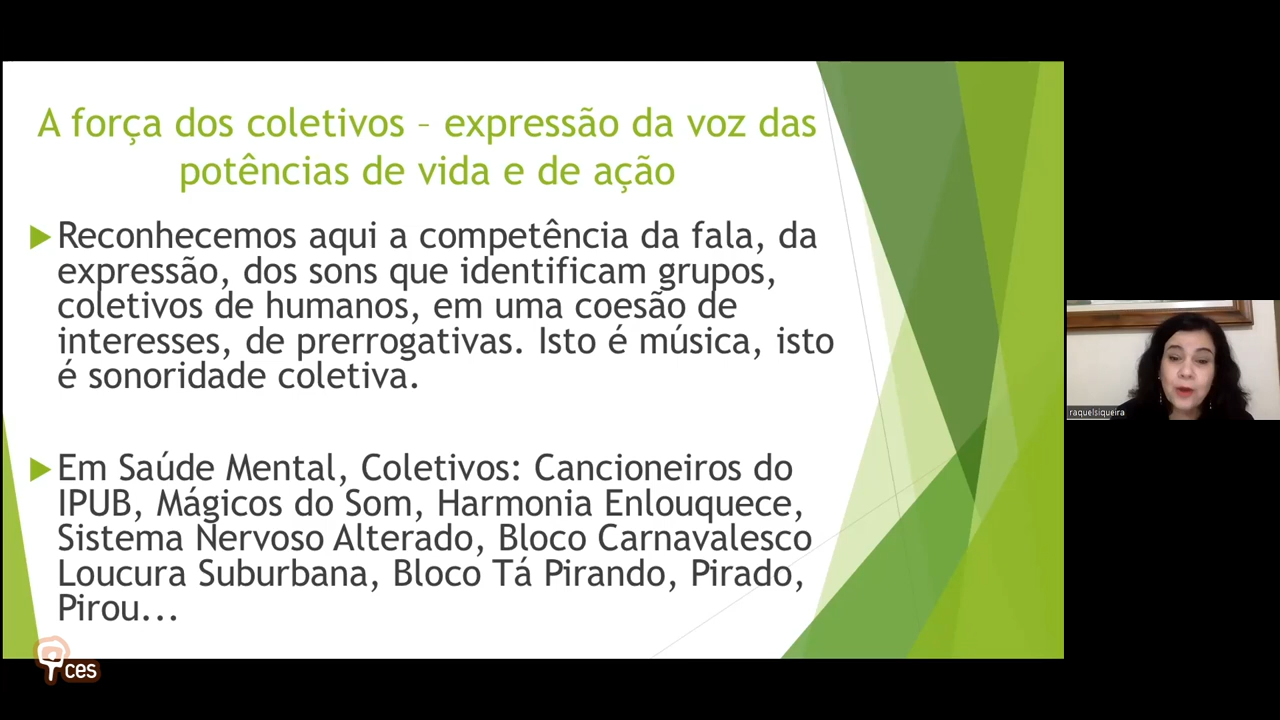 A força dos coletivos – expressão da voz das
potências de vida e de ação
Reconhecemos aqui a competência da fala, da
expressão, dos sons que identificam grupos,
coletivos de humanos, em uma coesão de
interesses, de prerrogativas. Isto é música, isto
é sonoridade coletiva.
Em Saúde Mental, Coletivos: Cancioneiros do
IPUB, Mágicos do Som, Harmonia Enlouquece,
Sistema Nervoso Alterado, Bloco Carnavalesco
Loucura Suburbana, Bloco Tá Pirando, Pirado,
Pirou...
raquelsiqueira
ces